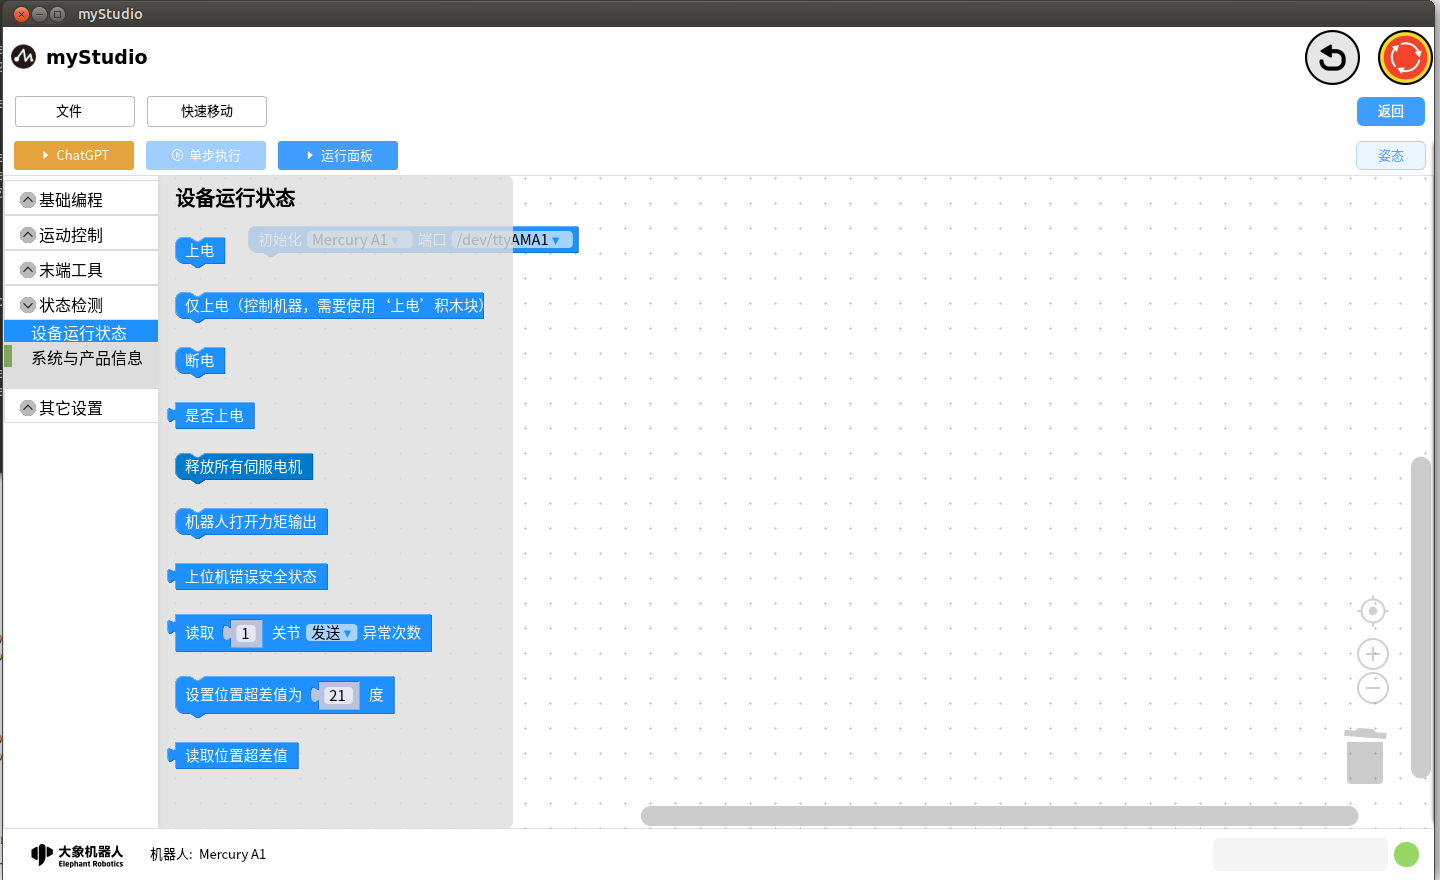 myStudio
myStudio
文件 快速移动 返回
ChatGPT 单步执行 运行面板 姿态
基础编程
运动控制
末端工具
状态检测
设备运行状态
系统与产品信息
其它设置
设备运行状态
初始化 Mercury A1 端口 /dev/ttyAMA1
上电
仅上电（控制机器，需要使用‘上电’积木块）
断电
是否上电
释放所有伺服电机
机器人打开力矩输出
上位机错误安全状态
读取 1 关节 发送 异常次数
设置位置超差值为 21 度
读取位置超差值
大象机器人
Elephant Robotics
机器人: Mercury A1